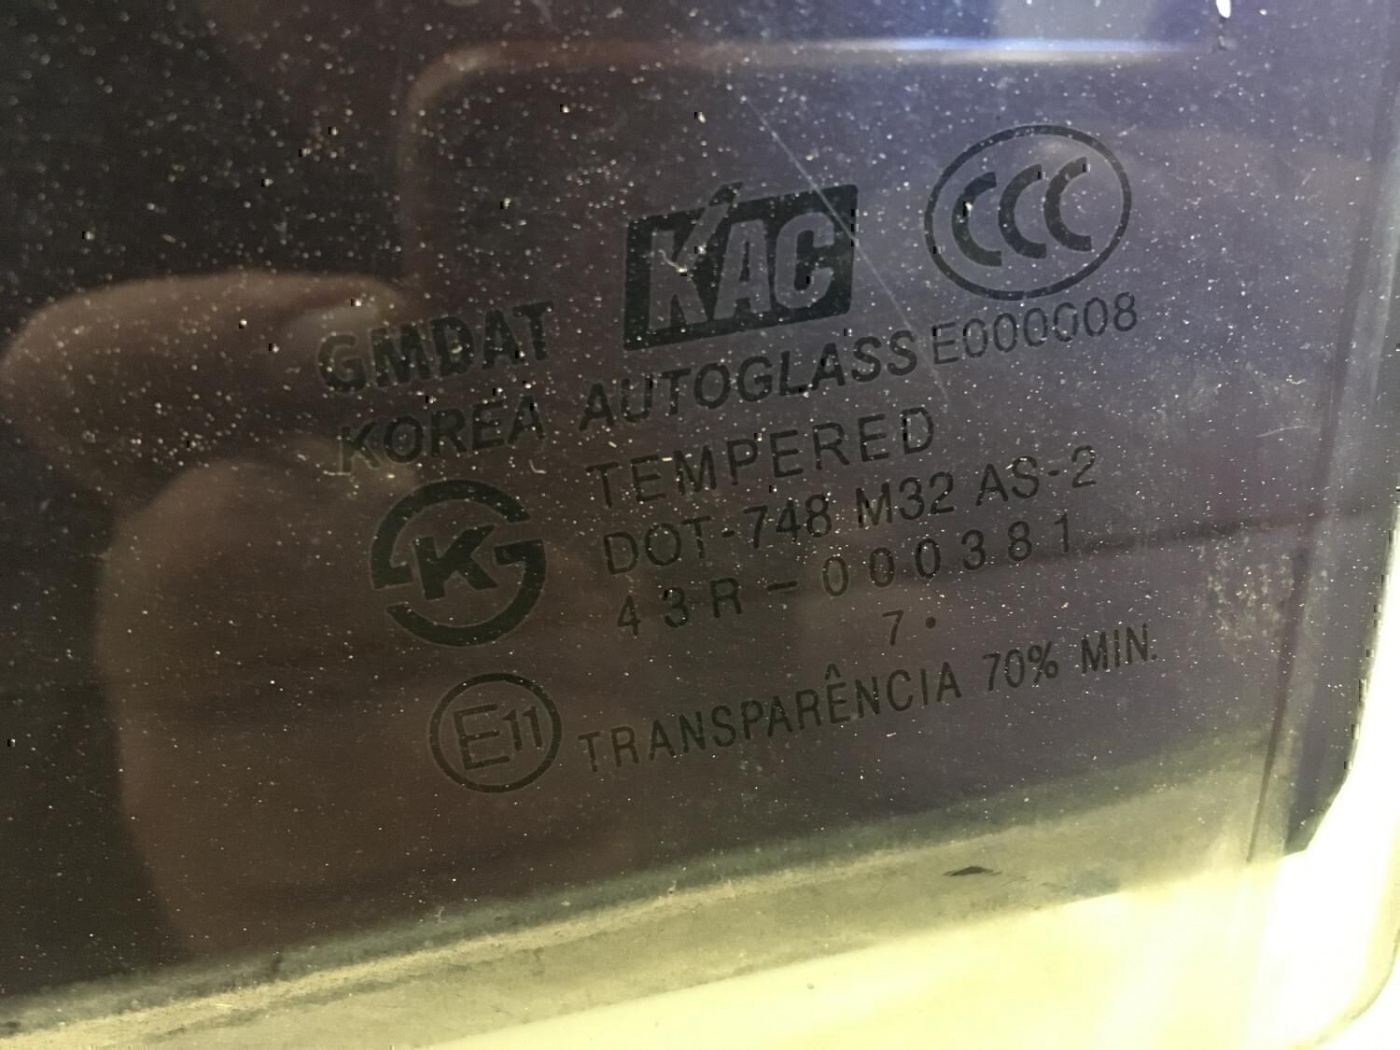 GMDAT KAC CCC
KOREA AUTOGLASS E000008
TEMPERED
K DOT-748 M32 AS-2
43R-000381
7 •
E11 TRANSPARÊNCIA 70% MIN.